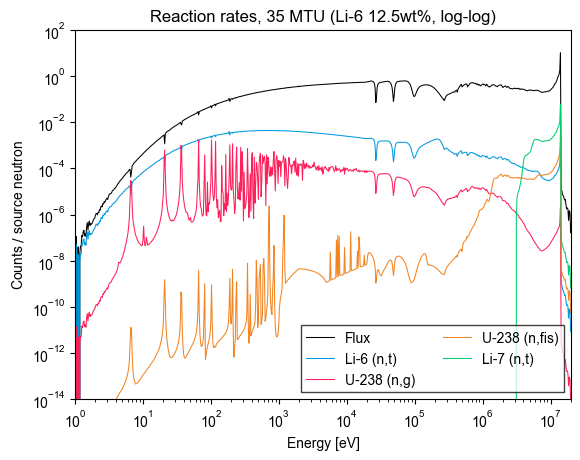 Reaction rates, 35 MTU (Li-6 12.5wt%, log-log)
Counts / source neutron
10^2
10^0
10^−2
10^−4
10^−6
10^−8
10^−10
10^−12
10^−14
Flux
Li-6 (n,t)
U-238 (n,g)
U-238 (n,fis)
Li-7 (n,t)
10^0 10^1 10^2 10^3 10^4 10^5 10^6 10^7
Energy [eV]